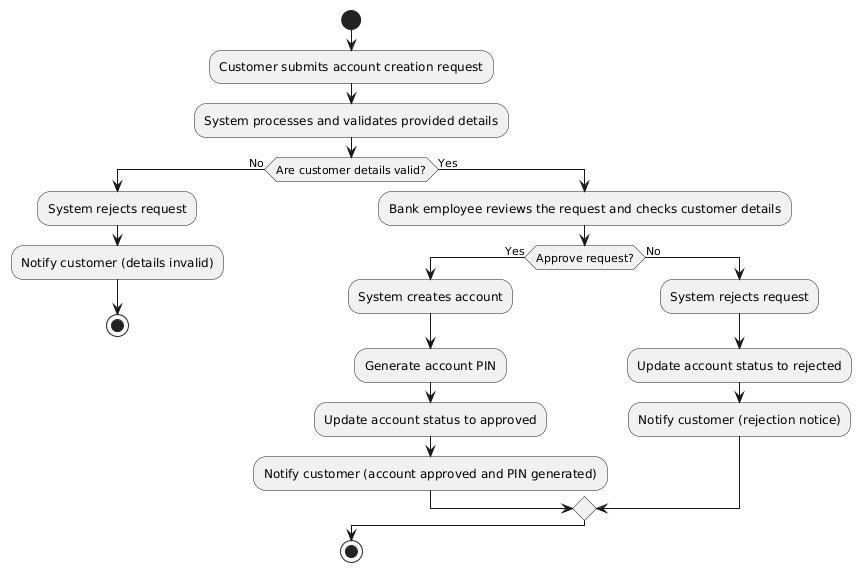 Customer submits account creation request
System processes and validates provided details
No
Are customer details valid?
Yes
System rejects request
Notify customer (details invalid)
Bank employee reviews the request and checks customer details
Yes
Approve request?
No
System creates account
Generate account PIN
Update account status to approved
Notify customer (account approved and PIN generated)
System rejects request
Update account status to rejected
Notify customer (rejection notice)